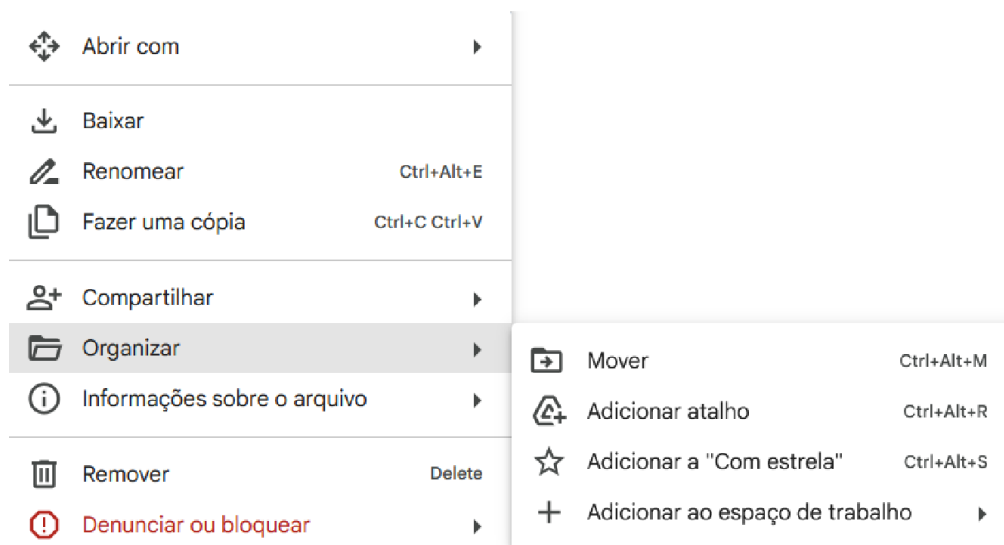 Abrir com
Baixar
Renomear Ctrl+Alt+E
Fazer uma cópia Ctrl+C Ctrl+V
Compartilhar
Organizar
Informações sobre o arquivo
Remover Delete
Denunciar ou bloquear
Mover Ctrl+Alt+M
Adicionar atalho Ctrl+Alt+R
Adicionar a "Com estrela" Ctrl+Alt+S
Adicionar ao espaço de trabalho